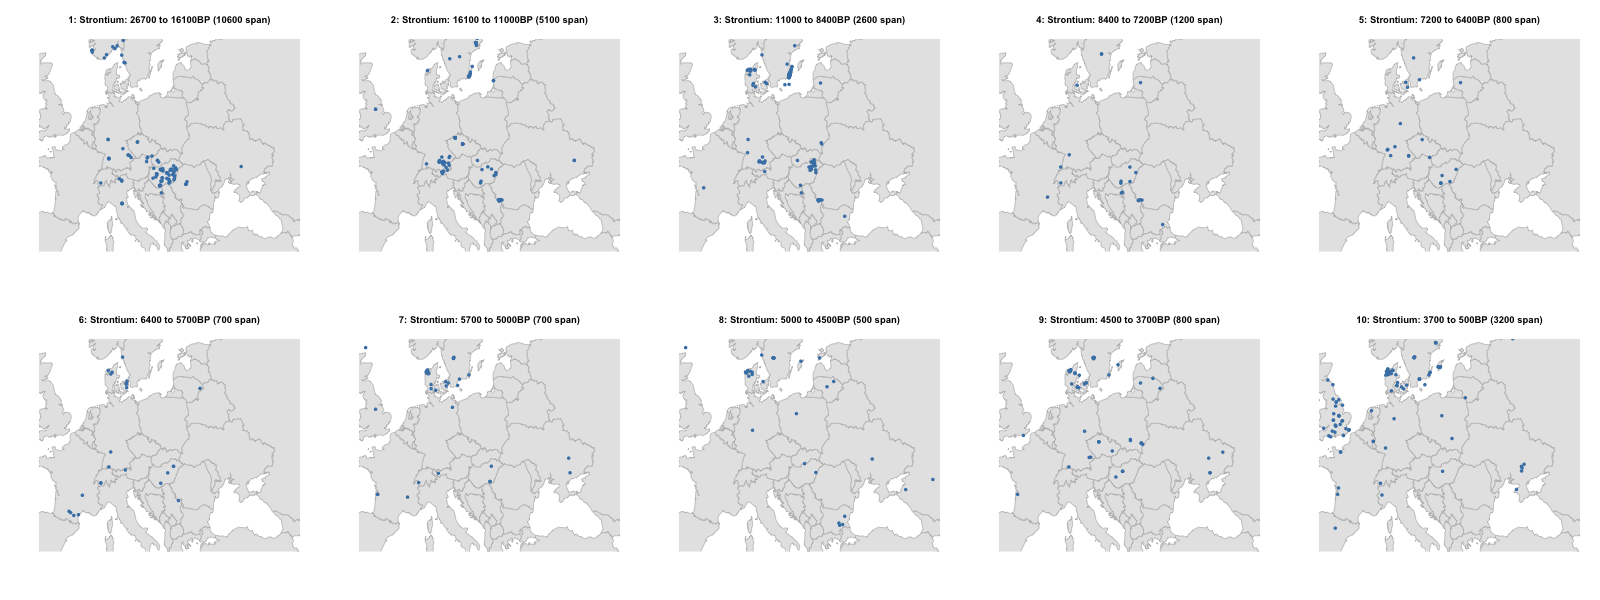 1: Strontium: 26700 to 16100BP (10600 span)
2: Strontium: 16100 to 11000BP (5100 span)
3: Strontium: 11000 to 8400BP (2600 span)
4: Strontium: 8400 to 7200BP (1200 span)
5: Strontium: 7200 to 6400BP (800 span)
6: Strontium: 6400 to 5700BP (700 span)
7: Strontium: 5700 to 5000BP (700 span)
8: Strontium: 5000 to 4500BP (500 span)
9: Strontium: 4500 to 3700BP (800 span)
10: Strontium: 3700 to 500BP (3200 span)